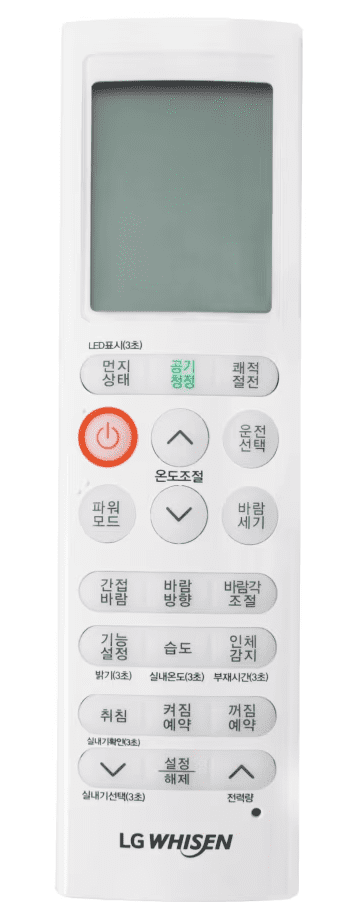 LED표시(3초)
먼지
상태
공기
청정
쾌적
절전
운전
선택
온도조절
파워
모드
바람
세기
간접
바람
바람
방향
바람각
조절
기능
설정
습도
인체
감지
밝기(3초)
실내온도(3초)
부재시간(3초)
취침
켜짐
예약
꺼짐
예약
실내기확인(3초)
설정
해제
실내기선택(3초)
전력량
LG WHISEN